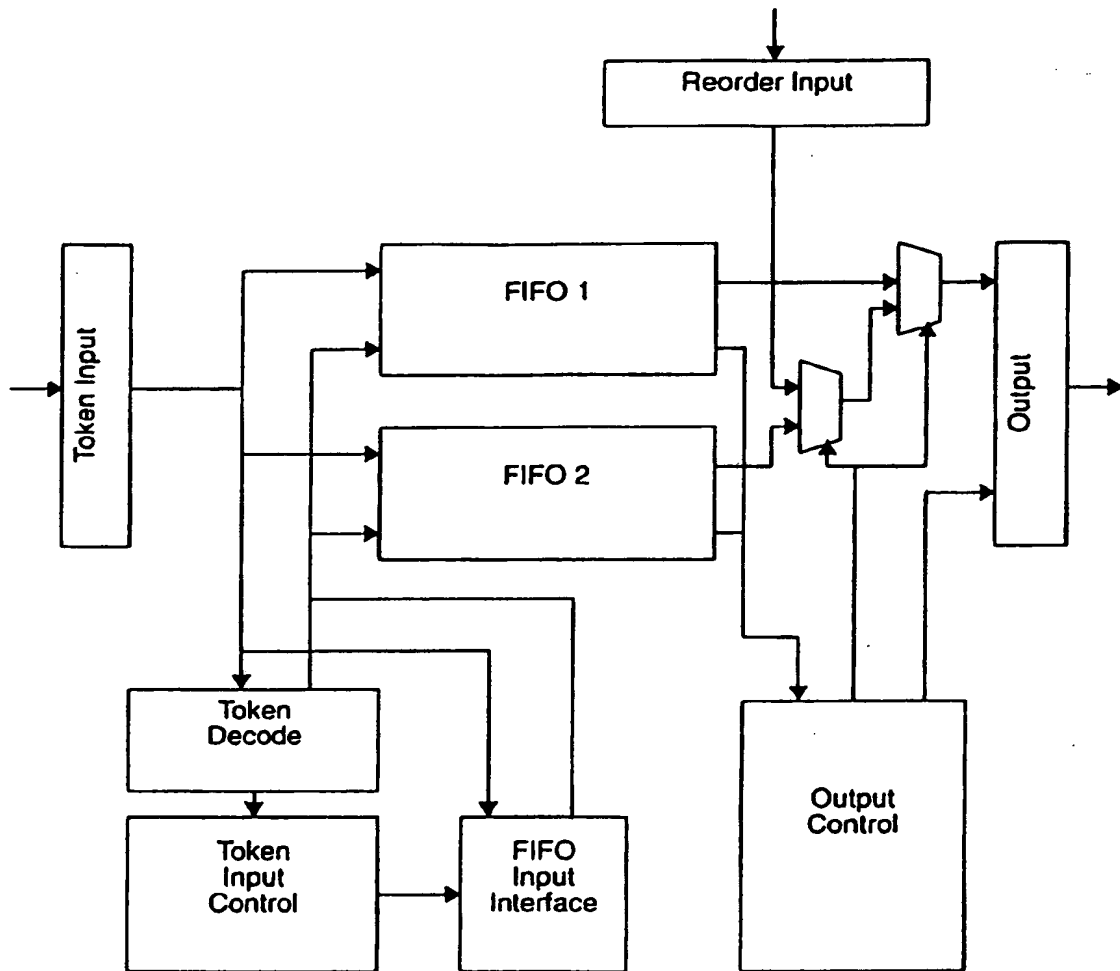 Reorder Input
Token Input
FIFO 1
FIFO 2
Output
Token
Decode
Token
Input
Control
FIFO
Input
Interface
Output
Control